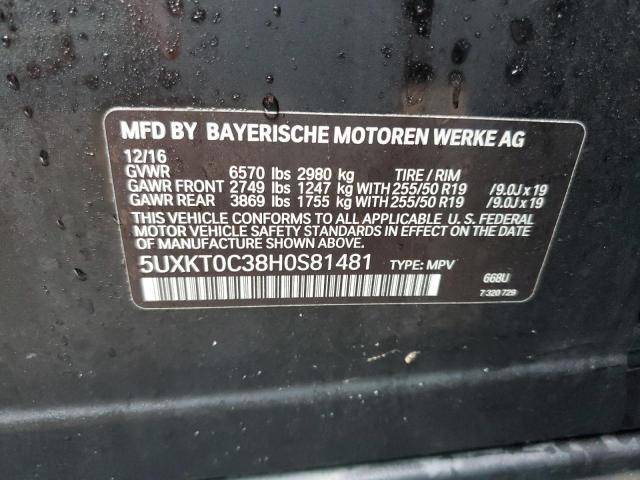 MFD BY BAYERISCHE MOTOREN WERKE AG
12/16
GVWR 6570 lbs 2980 kg TIRE / RIM
GAWR FRONT 2749 lbs 1247 kg WITH 255/50 R19 /9.0J x 19
GAWR REAR 3869 lbs 1755 kg WITH 255/50 R19 /9.0J x 19
THIS VEHICLE CONFORMS TO ALL APPLICABLE U. S. FEDERAL
MOTOR VEHICLE SAFETY STANDARDS IN EFFECT ON THE DATE
OF MANUFACTURE SHOWN ABOVE.
5UXKT0C38H0S81481 TYPE: MPV
668U
7 320 729